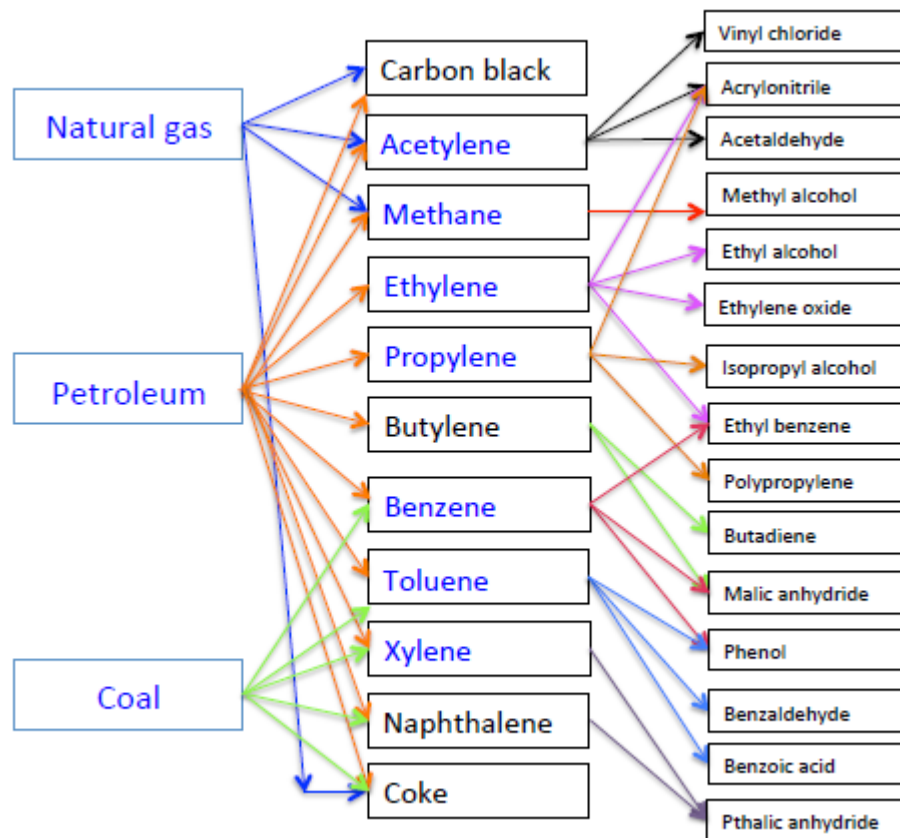 Natural gas
Petroleum
Coal
Carbon black
Acetylene
Methane
Ethylene
Propylene
Butylene
Benzene
Toluene
Xylene
Naphthalene
Coke
Vinyl chloride
Acrylonitrile
Acetaldehyde
Methyl alcohol
Ethyl alcohol
Ethylene oxide
Isopropyl alcohol
Ethyl benzene
Polypropylene
Butadiene
Malic anhydride
Phenol
Benzaldehyde
Benzoic acid
Pthalic anhydride